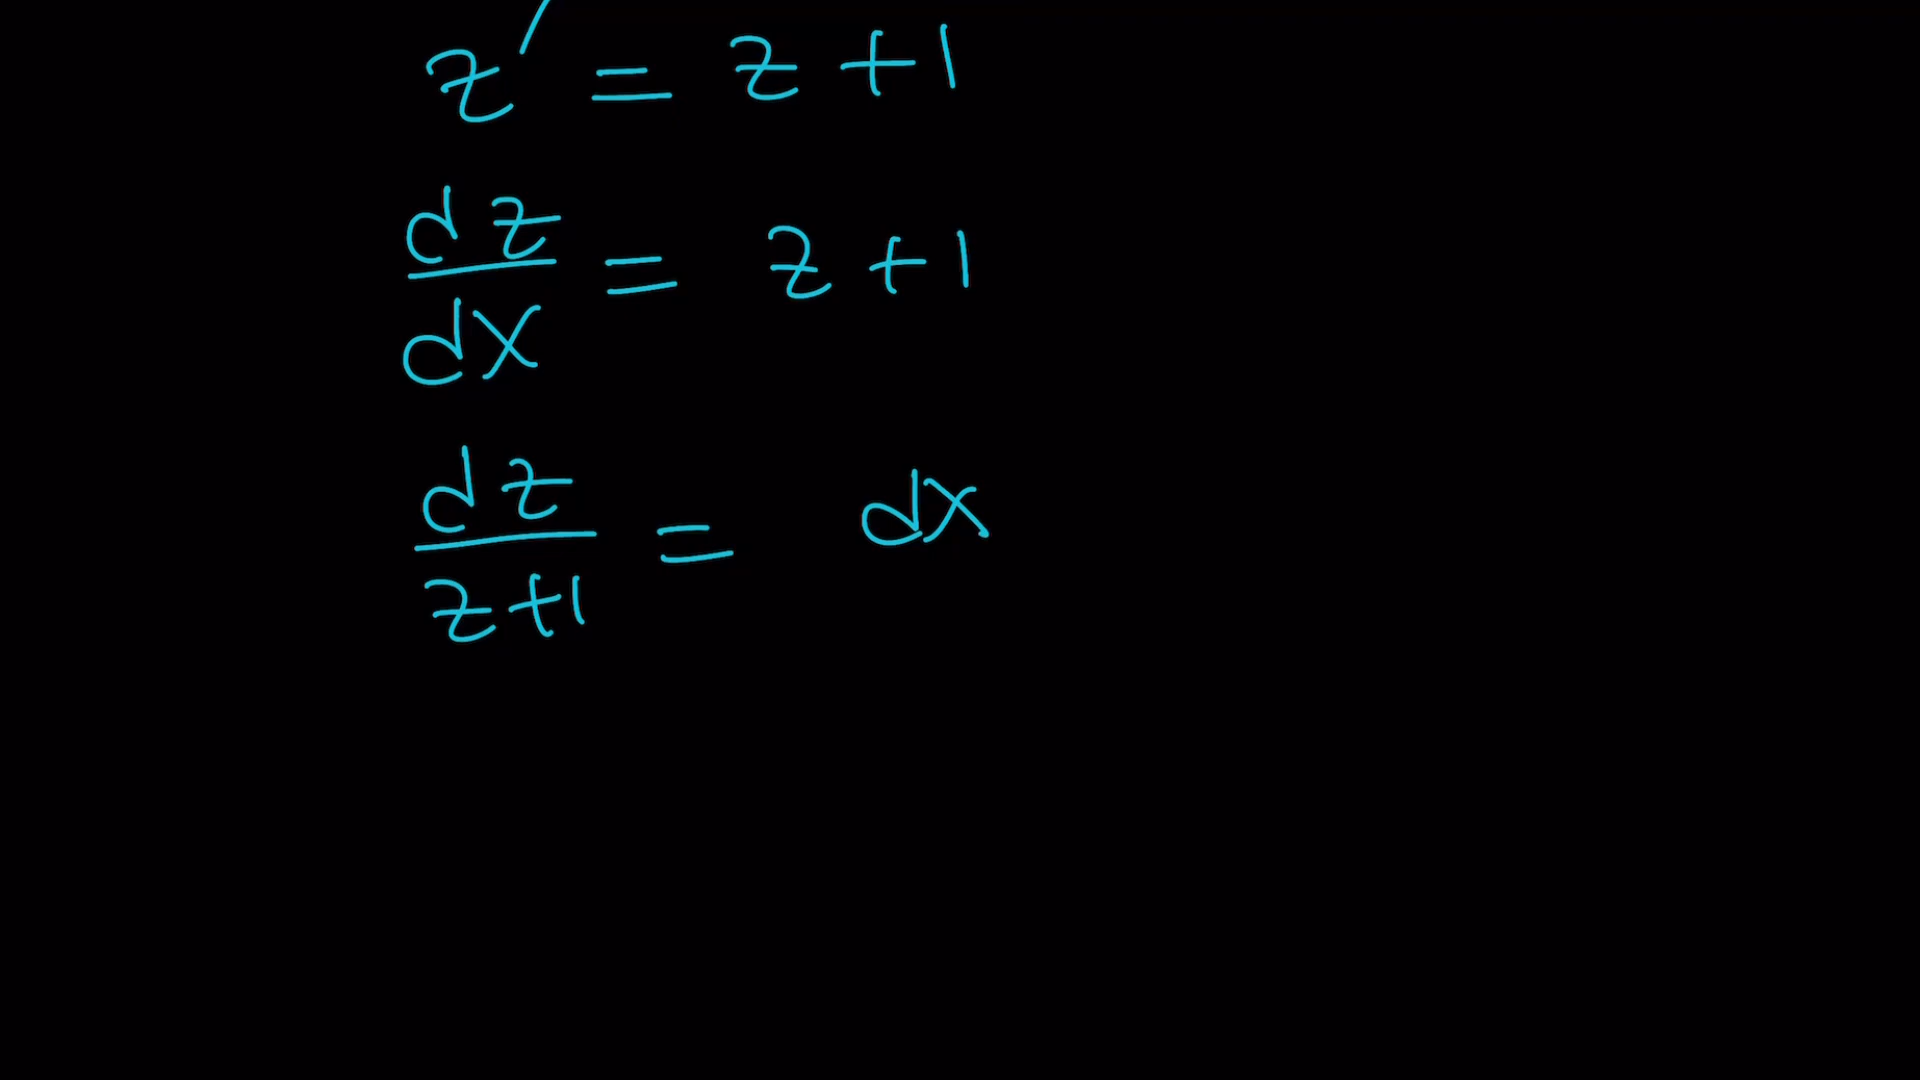 z' = z + 1
dz/dx = z + 1
dz/z+1 = dx